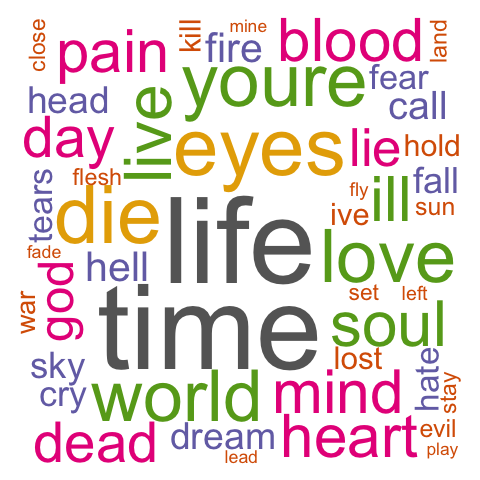 close
pain
kill
mine
fire
blood
land
head
live
youre
fear
call
day
eyes
lie
hold
tears
flesh
die
life
fly
ive
ill
fall
sun
fade
god
hell
love
war
time
set
left
soul
sky
cry
world
mind
lost
hate
stay
dead
dream
lead
heart
evil
play